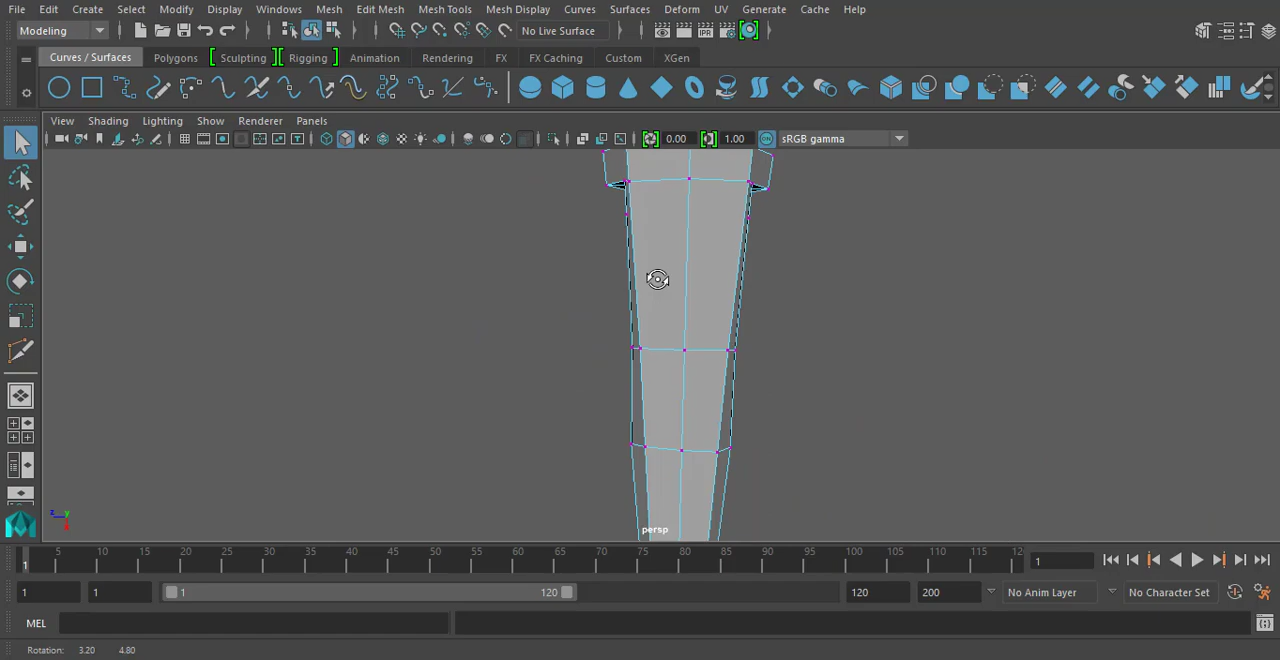 File Edit Create Select Modify Display Windows Mesh Edit Mesh Mesh Tools Mesh Display Curves Surfaces Deform UV Generate Cache Help
Modeling No Live Surface IPR
Curves / Surfaces Polygons Sculpting Rigging Animation Rendering FX FX Caching Custom XGen
View Shading Lighting Show Renderer Panels
0.00 ON 1.00 sRGB gamma
z y
x
persp
5 10 15 20 25 30 35 40 45 50 55 60 65 70 75 80 85 90 95 100 105 110 115 12
1 1
1 1 1 120 120 200 No Anim Layer No Character Set
MEL
Rotation: 3.20 4.80